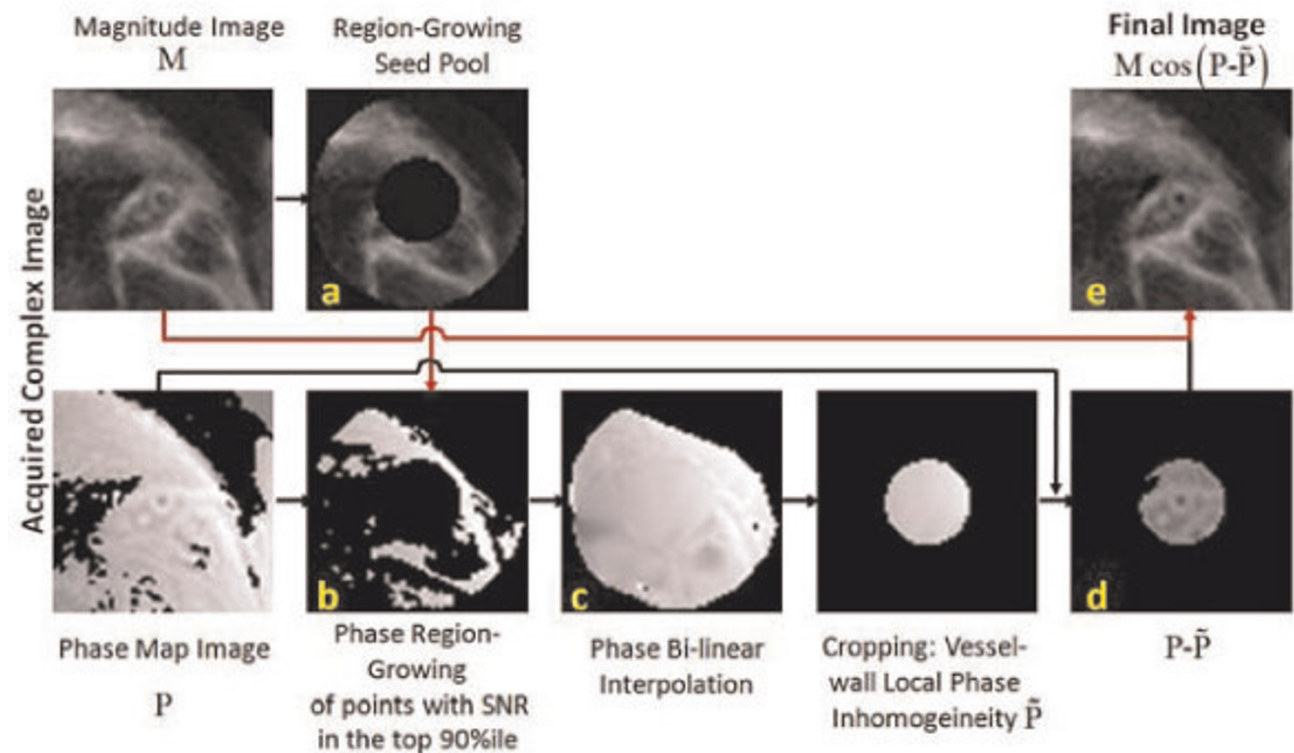 Magnitude Image
M
Region-Growing
Seed Pool
Final Image
M cos(P-P̃)
Acquired Complex Image
a
e
b
c
d
Phase Map Image
P
Phase Region-
Growing
of points with SNR
in the top 90%ile
Phase Bi-linear
Interpolation
Cropping: Vessel-
wall Local Phase
Inhomogeineity P̃
P-P̃